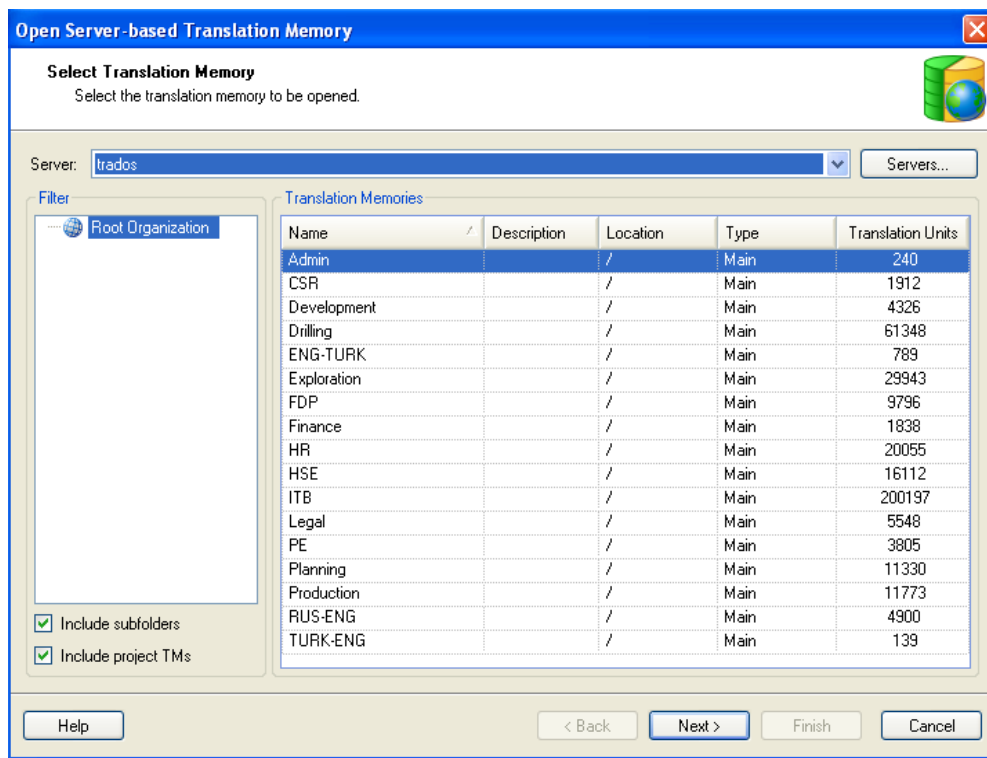 Open Server-based Translation Memory
Select Translation Memory
Select the translation memory to be opened.
Server: trados Servers...
Filter
Root Organization
Include subfolders
Include project TMs
Translation Memories
Name Description Location Type Translation Units
Admin / Main 240
CSR / Main 1912
Development / Main 4326
Drilling / Main 61348
ENG-TURK / Main 789
Exploration / Main 29943
FDP / Main 9796
Finance / Main 1838
HR / Main 20055
HSE / Main 16112
ITB / Main 200197
Legal / Main 5548
PE / Main 3805
Planning / Main 11330
Production / Main 11773
RUS-ENG / Main 4900
TURK-ENG / Main 139
Help < Back Next > Finish Cancel